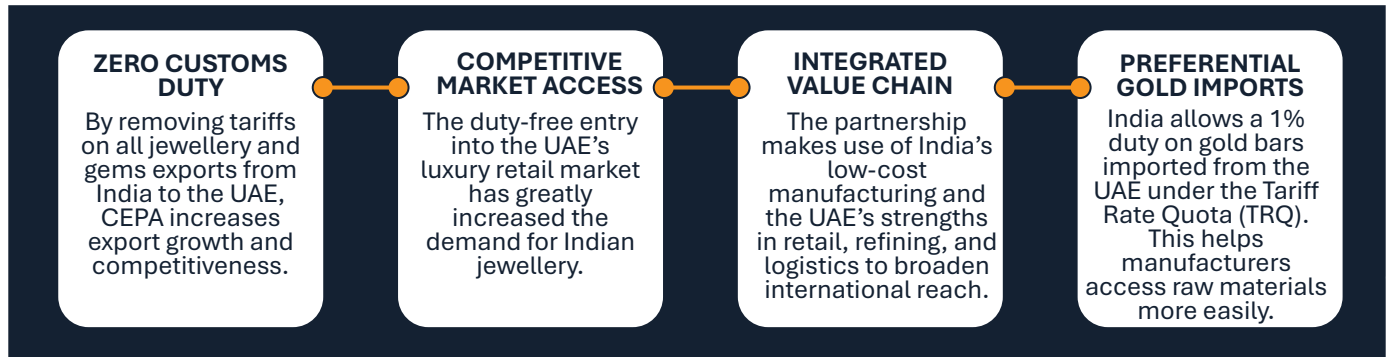 ZERO CUSTOMS
DUTY
By removing tariffs
on all jewellery and
gems exports from
India to the UAE,
CEPA increases
export growth and
competitiveness.
COMPETITIVE
MARKET ACCESS
The duty-free entry
into the UAE’s
luxury retail market
has greatly
increased the
demand for Indian
jewellery.
INTEGRATED
VALUE CHAIN
The partnership
makes use of India’s
low-cost
manufacturing and
the UAE’s strengths
in retail, refining, and
logistics to broaden
international reach.
PREFERENTIAL
GOLD IMPORTS
India allows a 1%
duty on gold bars
imported from the
UAE under the Tariff
Rate Quota (TRQ).
This helps
manufacturers
access raw materials
more easily.